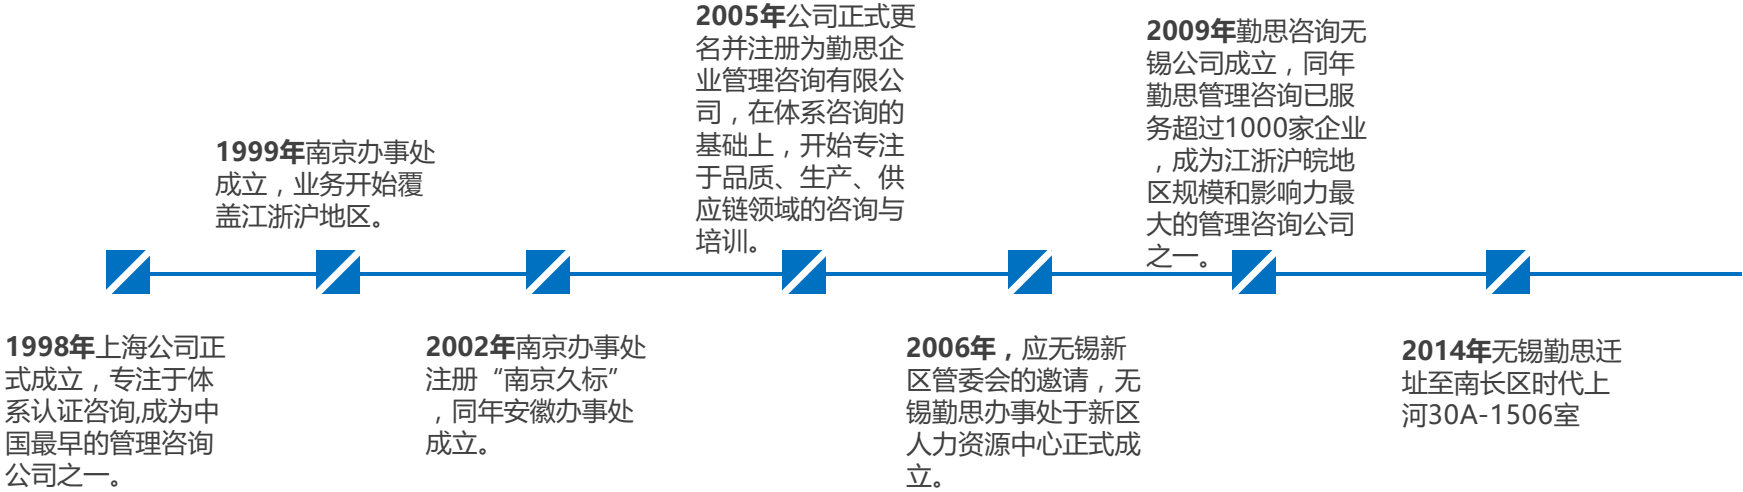 1998年上海公司正
式成立，专注于体
系认证咨询,成为中
国最早的管理咨询
公司之一。
1999年南京办事处
成立，业务开始覆
盖江浙沪地区。
2002年南京办事处
注册“南京久标”
，同年安徽办事处
成立。
2005年公司正式更
名并注册为勤思企
业管理咨询有限公
司，在体系咨询的
基础上，开始专注
于品质、生产、供
应链领域的咨询与
培训。
2006年，应无锡新
区管委会的邀请，无
锡勤思办事处于新区
人力资源中心正式成
立。
2009年勤思咨询无
锡公司成立，同年
勤思管理咨询已服
务超过1000家企业
，成为江浙沪皖地
区规模和影响力最
大的管理咨询公司
之一。
2014年无锡勤思迁
址至南长区时代上
河30A-1506室